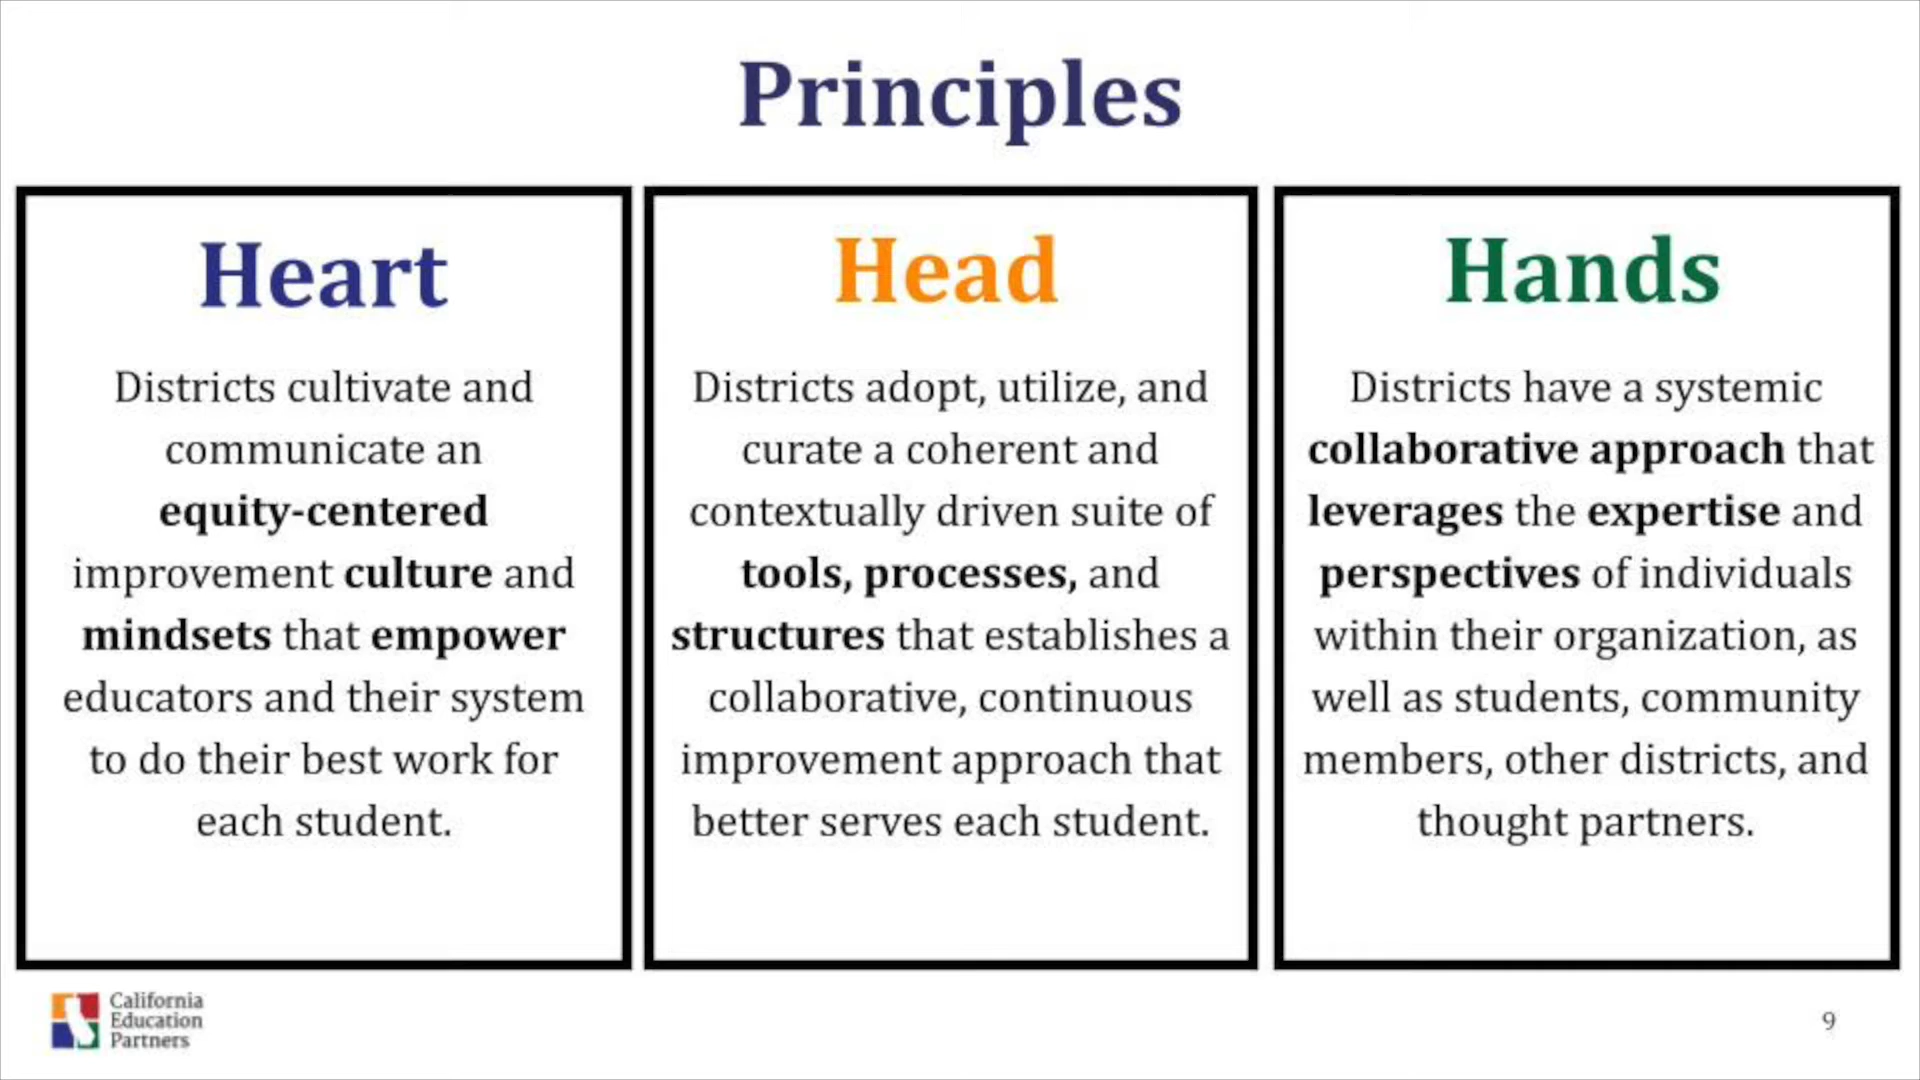 Principles
Heart
Districts cultivate and
communicate an
equity-centered
improvement culture and
mindsets that empower
educators and their system
to do their best work for
each student.
Head
Districts adopt, utilize, and
curate a coherent and
contextually driven suite of
tools, processes, and
structures that establishes a
collaborative, continuous
improvement approach that
better serves each student.
Hands
Districts have a systemic
collaborative approach that
leverages the expertise and
perspectives of individuals
within their organization, as
well as students, community
members, other districts, and
thought partners.
California
Education
Partners
9